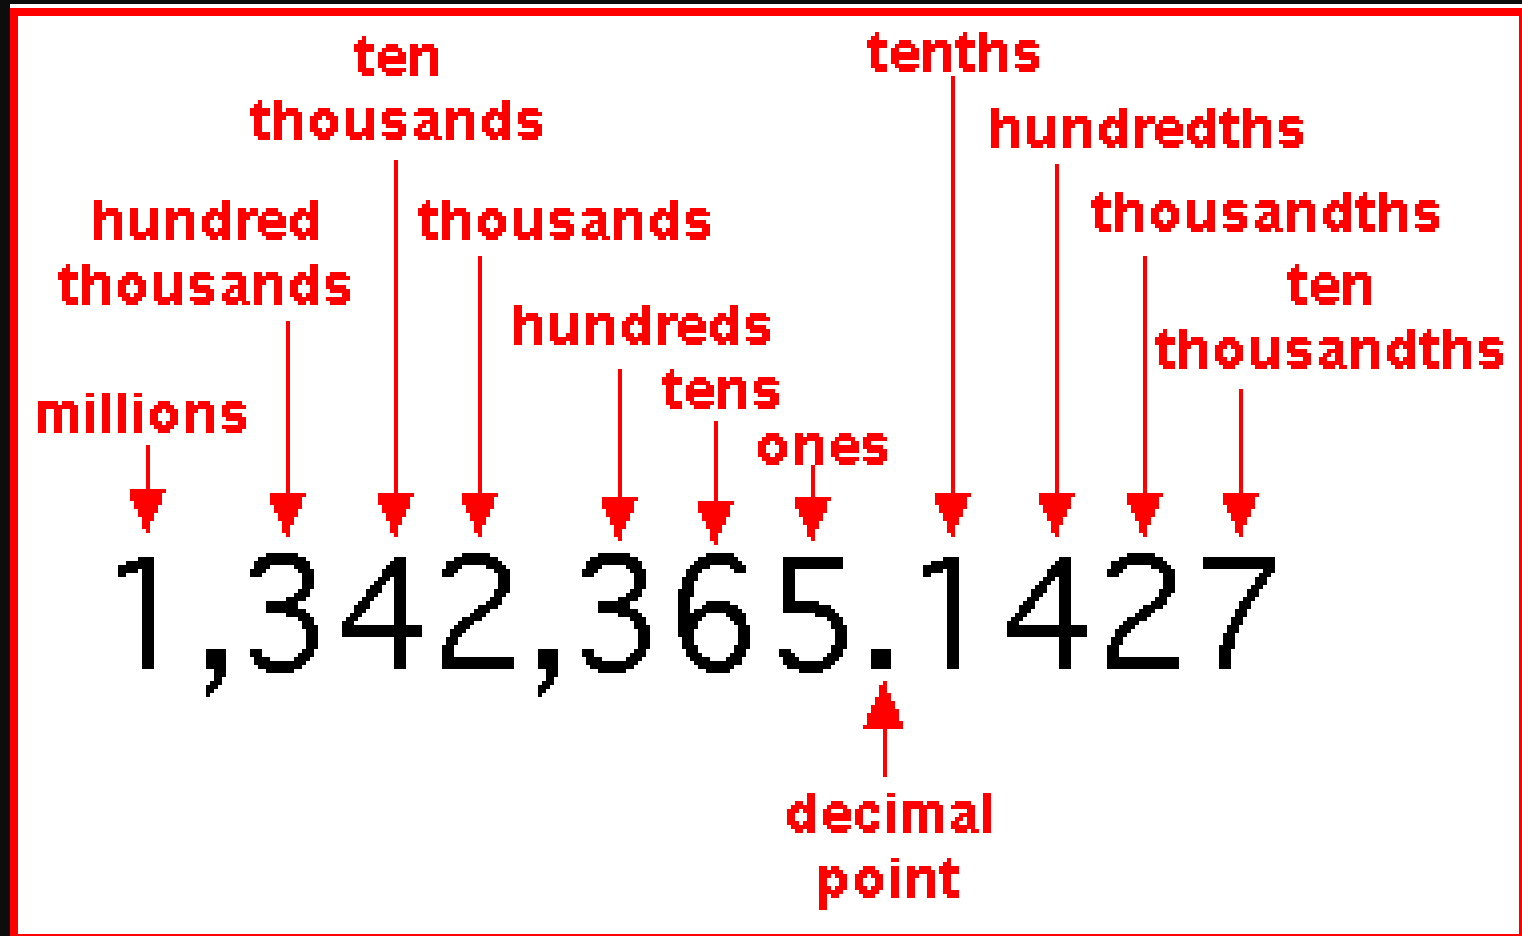 ten
thousands
tenths
hundredths
hundred
thousands
thousands
thousandths
ten
thousandths
hundreds
tens
millions
ones
1,342,365.1427
decimal
point